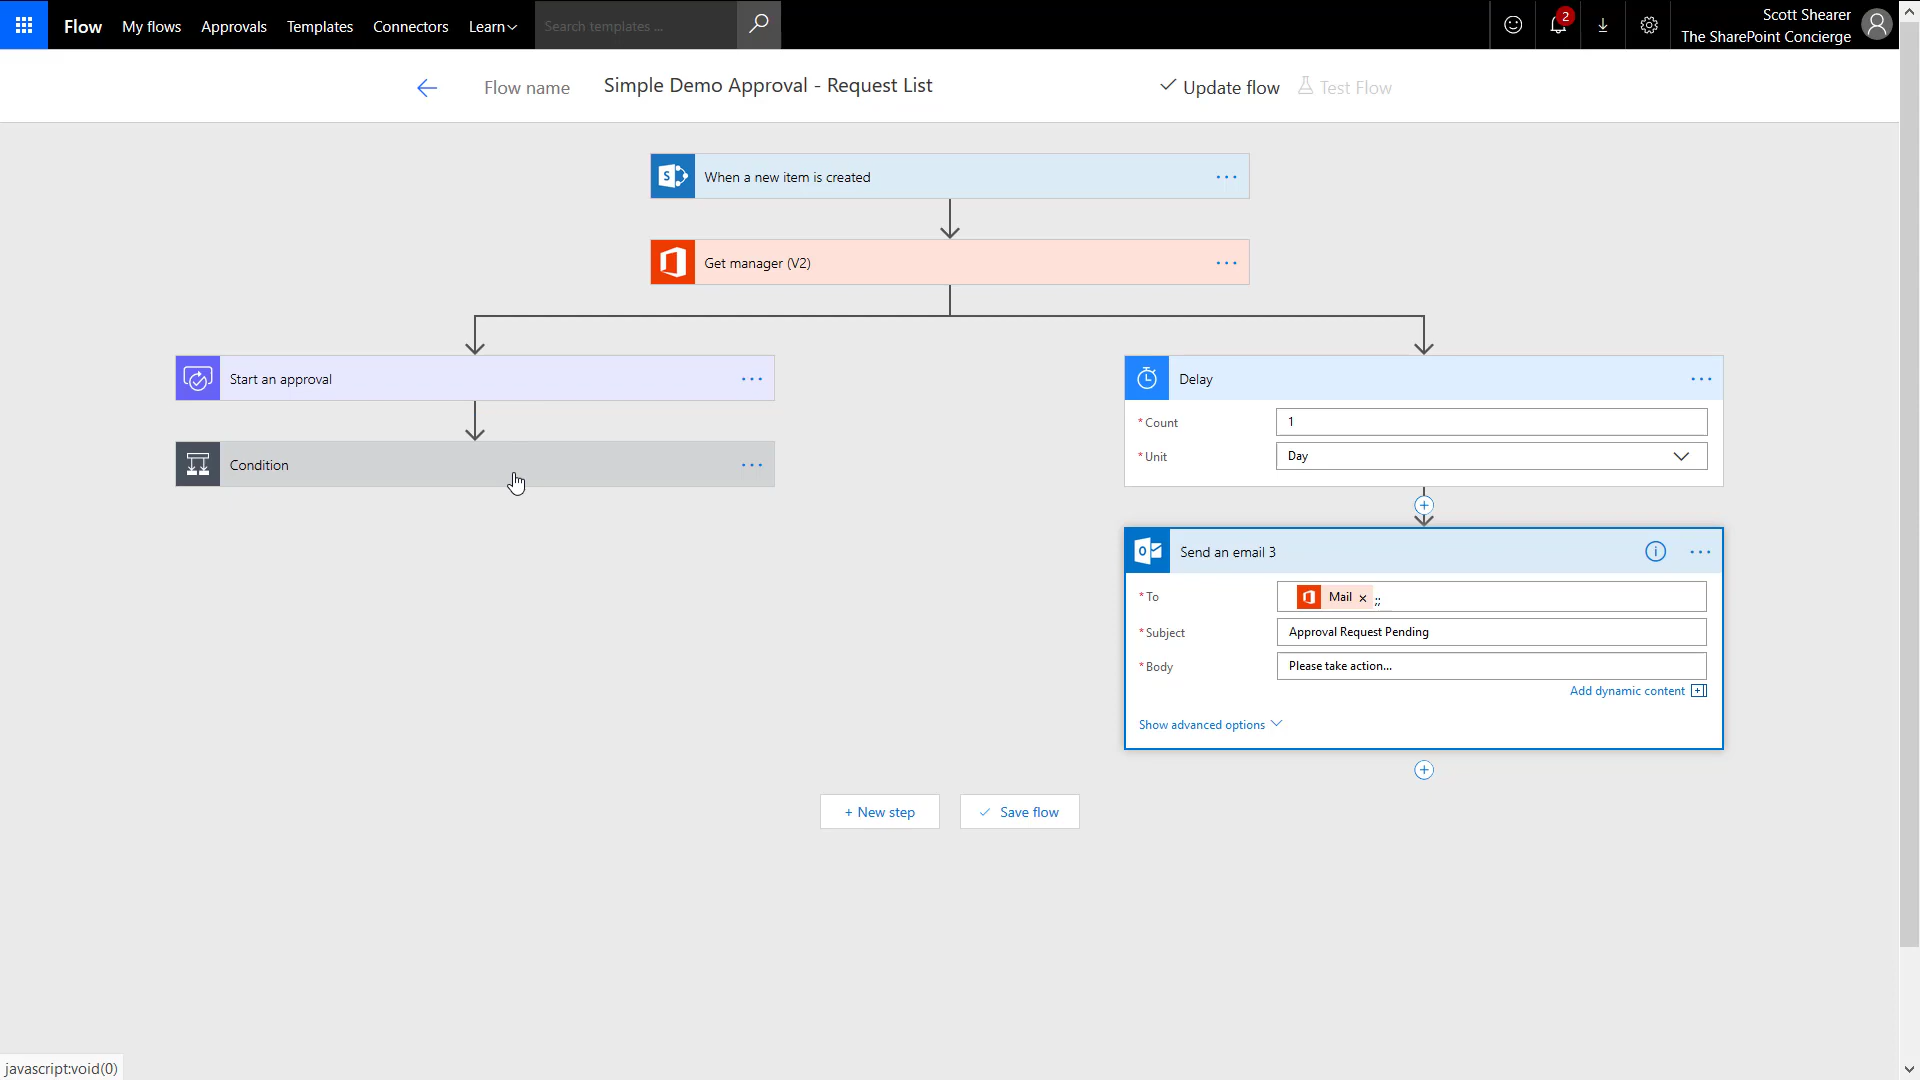 Flow My flows Approvals Templates Connectors Learn Search templates ... 2 Scott Shearer
The SharePoint Concierge
Flow name Simple Demo Approval - Request List Update flow Test Flow
S When a new item is created ...
Get manager (V2) ...
Start an approval ...
Delay ...
* Count 1
* Unit Day
Condition ...
Send an email 3 ...
* To Mail × ;;
* Subject Approval Request Pending
* Body Please take action...
Add dynamic content
Show advanced options
+ New step Save flow
javascript:void(0)